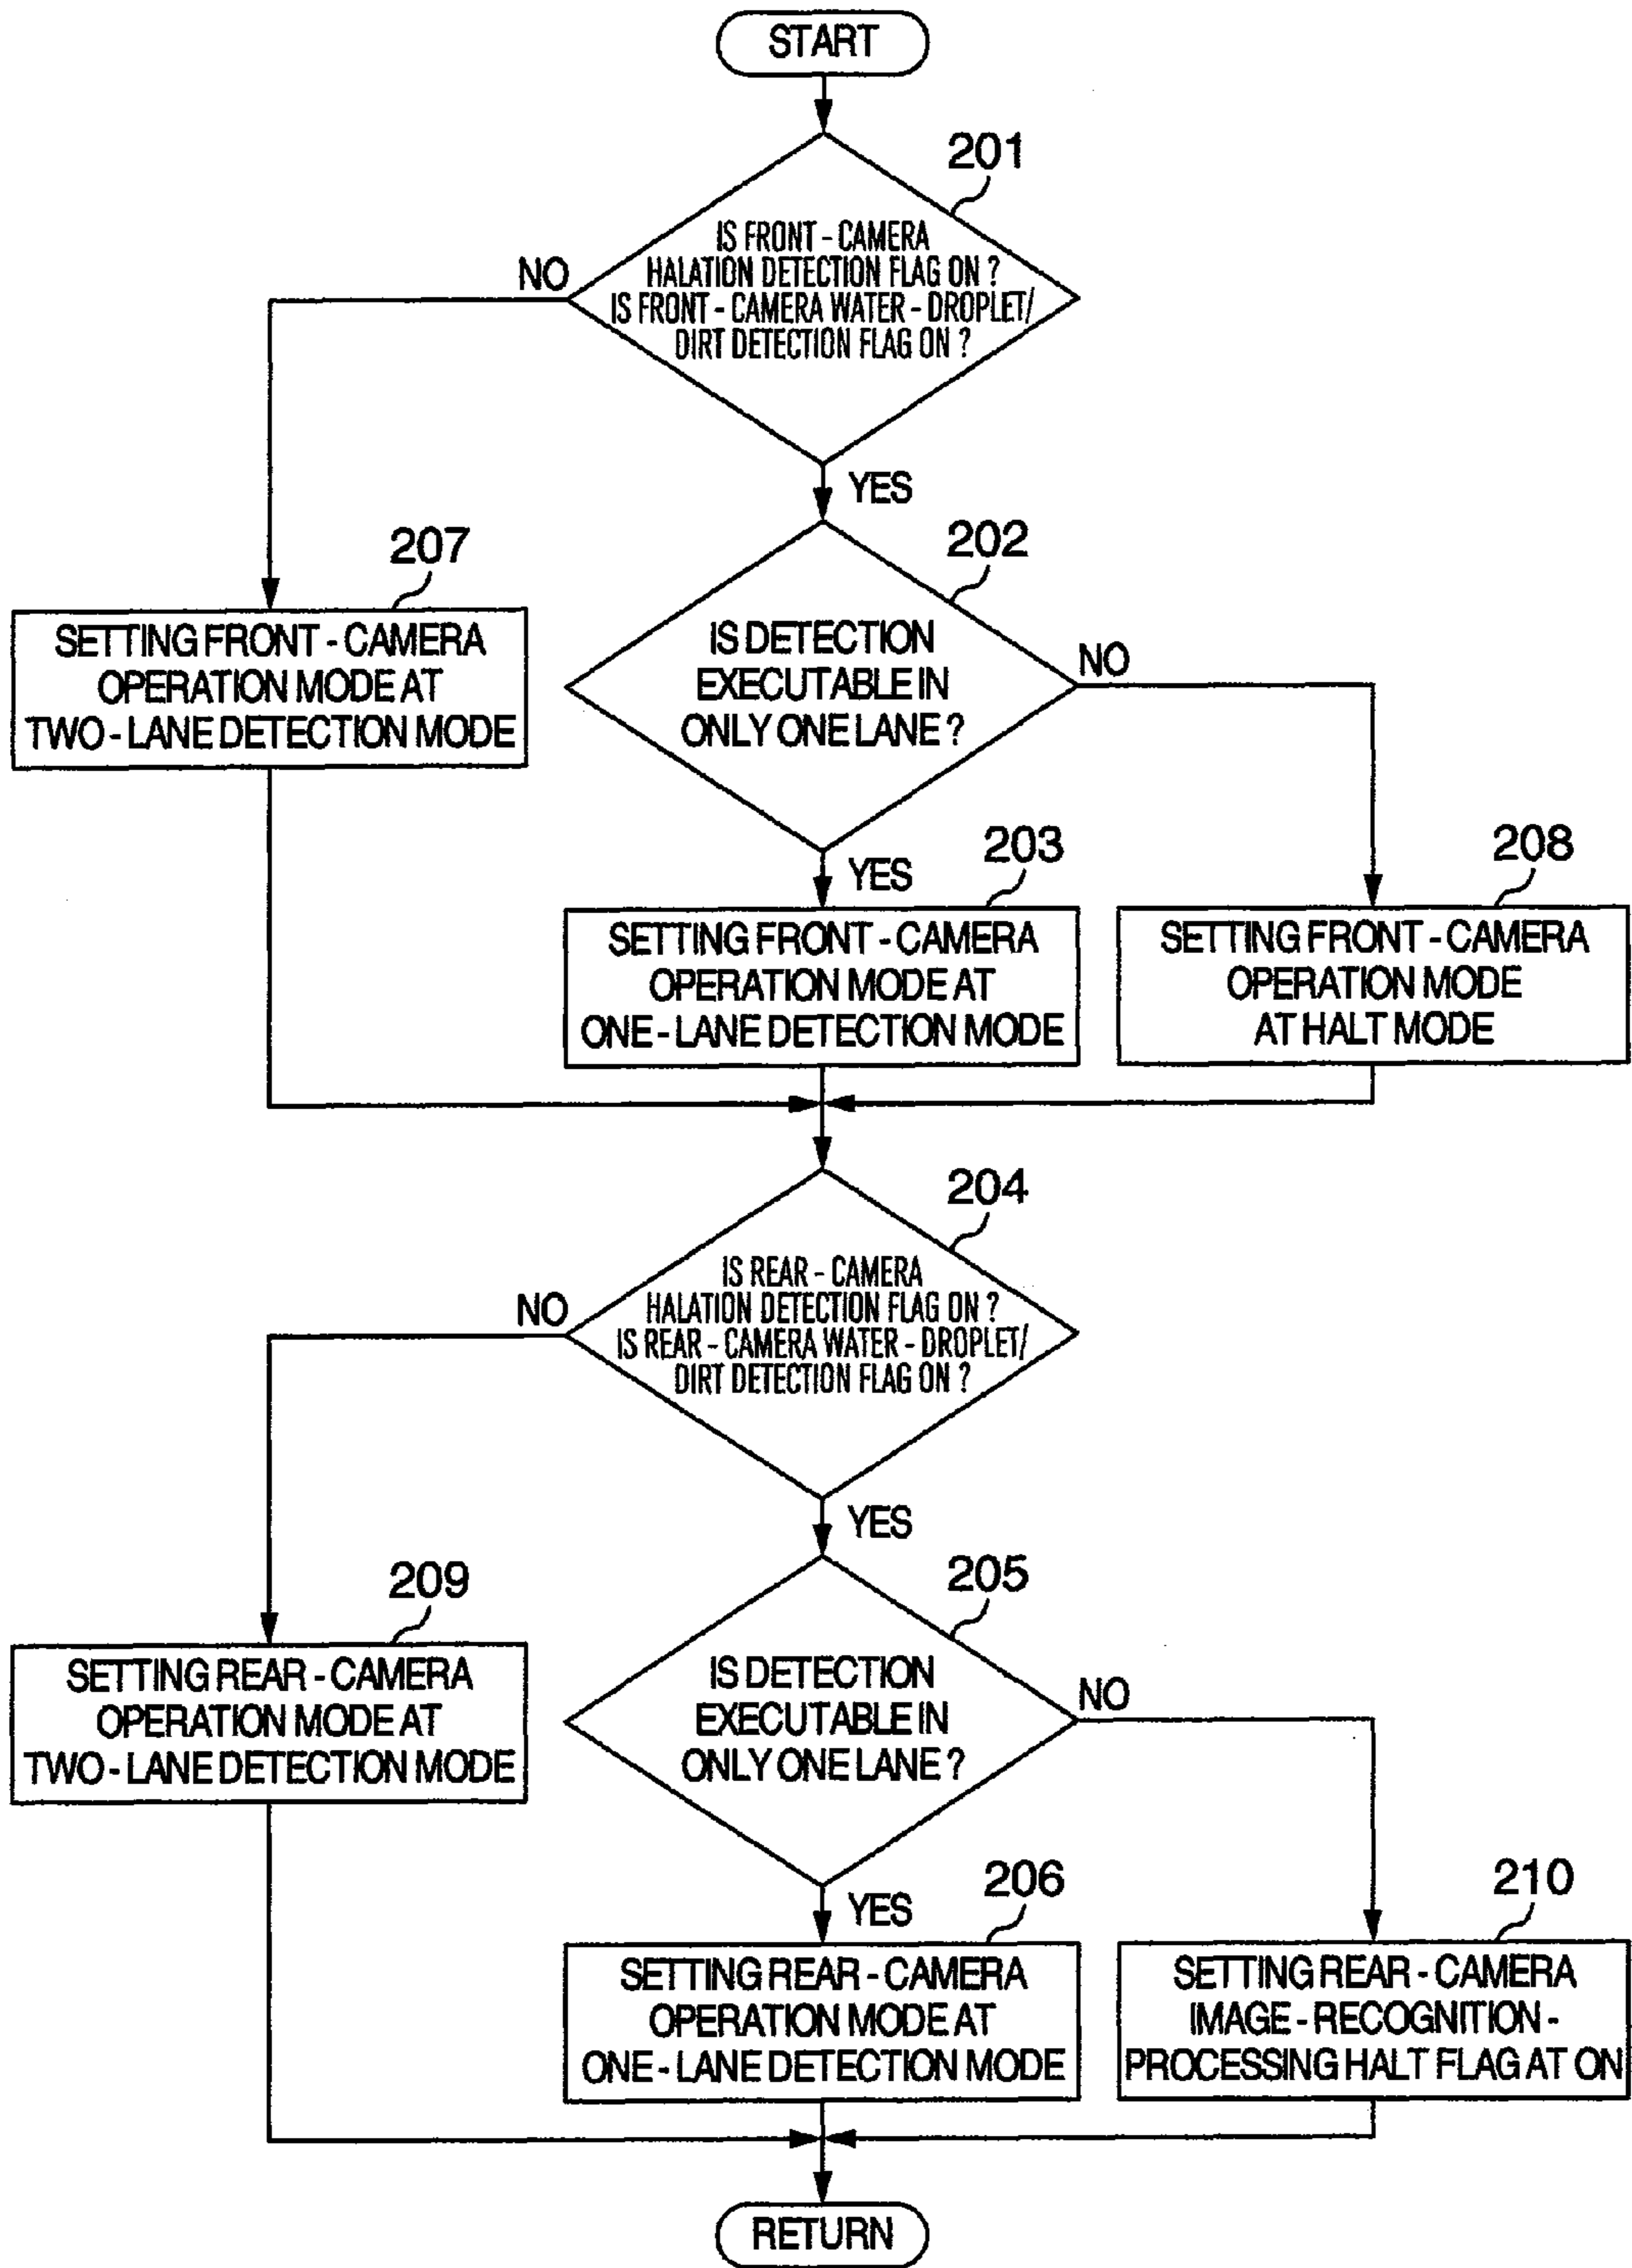 START
201
IS FRONT - CAMERA
HALATION DETECTION FLAG ON ?
IS FRONT - CAMERA WATER - DROPLET/
DIRT DETECTION FLAG ON ?
NO
YES
207
SETTING FRONT - CAMERA
OPERATION MODE AT
TWO - LANE DETECTION MODE
202
IS DETECTION
EXECUTABLE IN
ONLY ONE LANE ?
NO
YES
203
SETTING FRONT - CAMERA
OPERATION MODE AT
ONE - LANE DETECTION MODE
208
SETTING FRONT - CAMERA
OPERATION MODE
AT HALT MODE
204
IS REAR - CAMERA
HALATION DETECTION FLAG ON ?
IS REAR - CAMERA WATER - DROPLET/
DIRT DETECTION FLAG ON ?
NO
YES
209
SETTING REAR - CAMERA
OPERATION MODE AT
TWO - LANE DETECTION MODE
205
IS DETECTION
EXECUTABLE IN
ONLY ONE LANE ?
NO
YES
206
SETTING REAR - CAMERA
OPERATION MODE AT
ONE - LANE DETECTION MODE
210
SETTING REAR - CAMERA
IMAGE - RECOGNITION -
PROCESSING HALT FLAG AT ON
RETURN